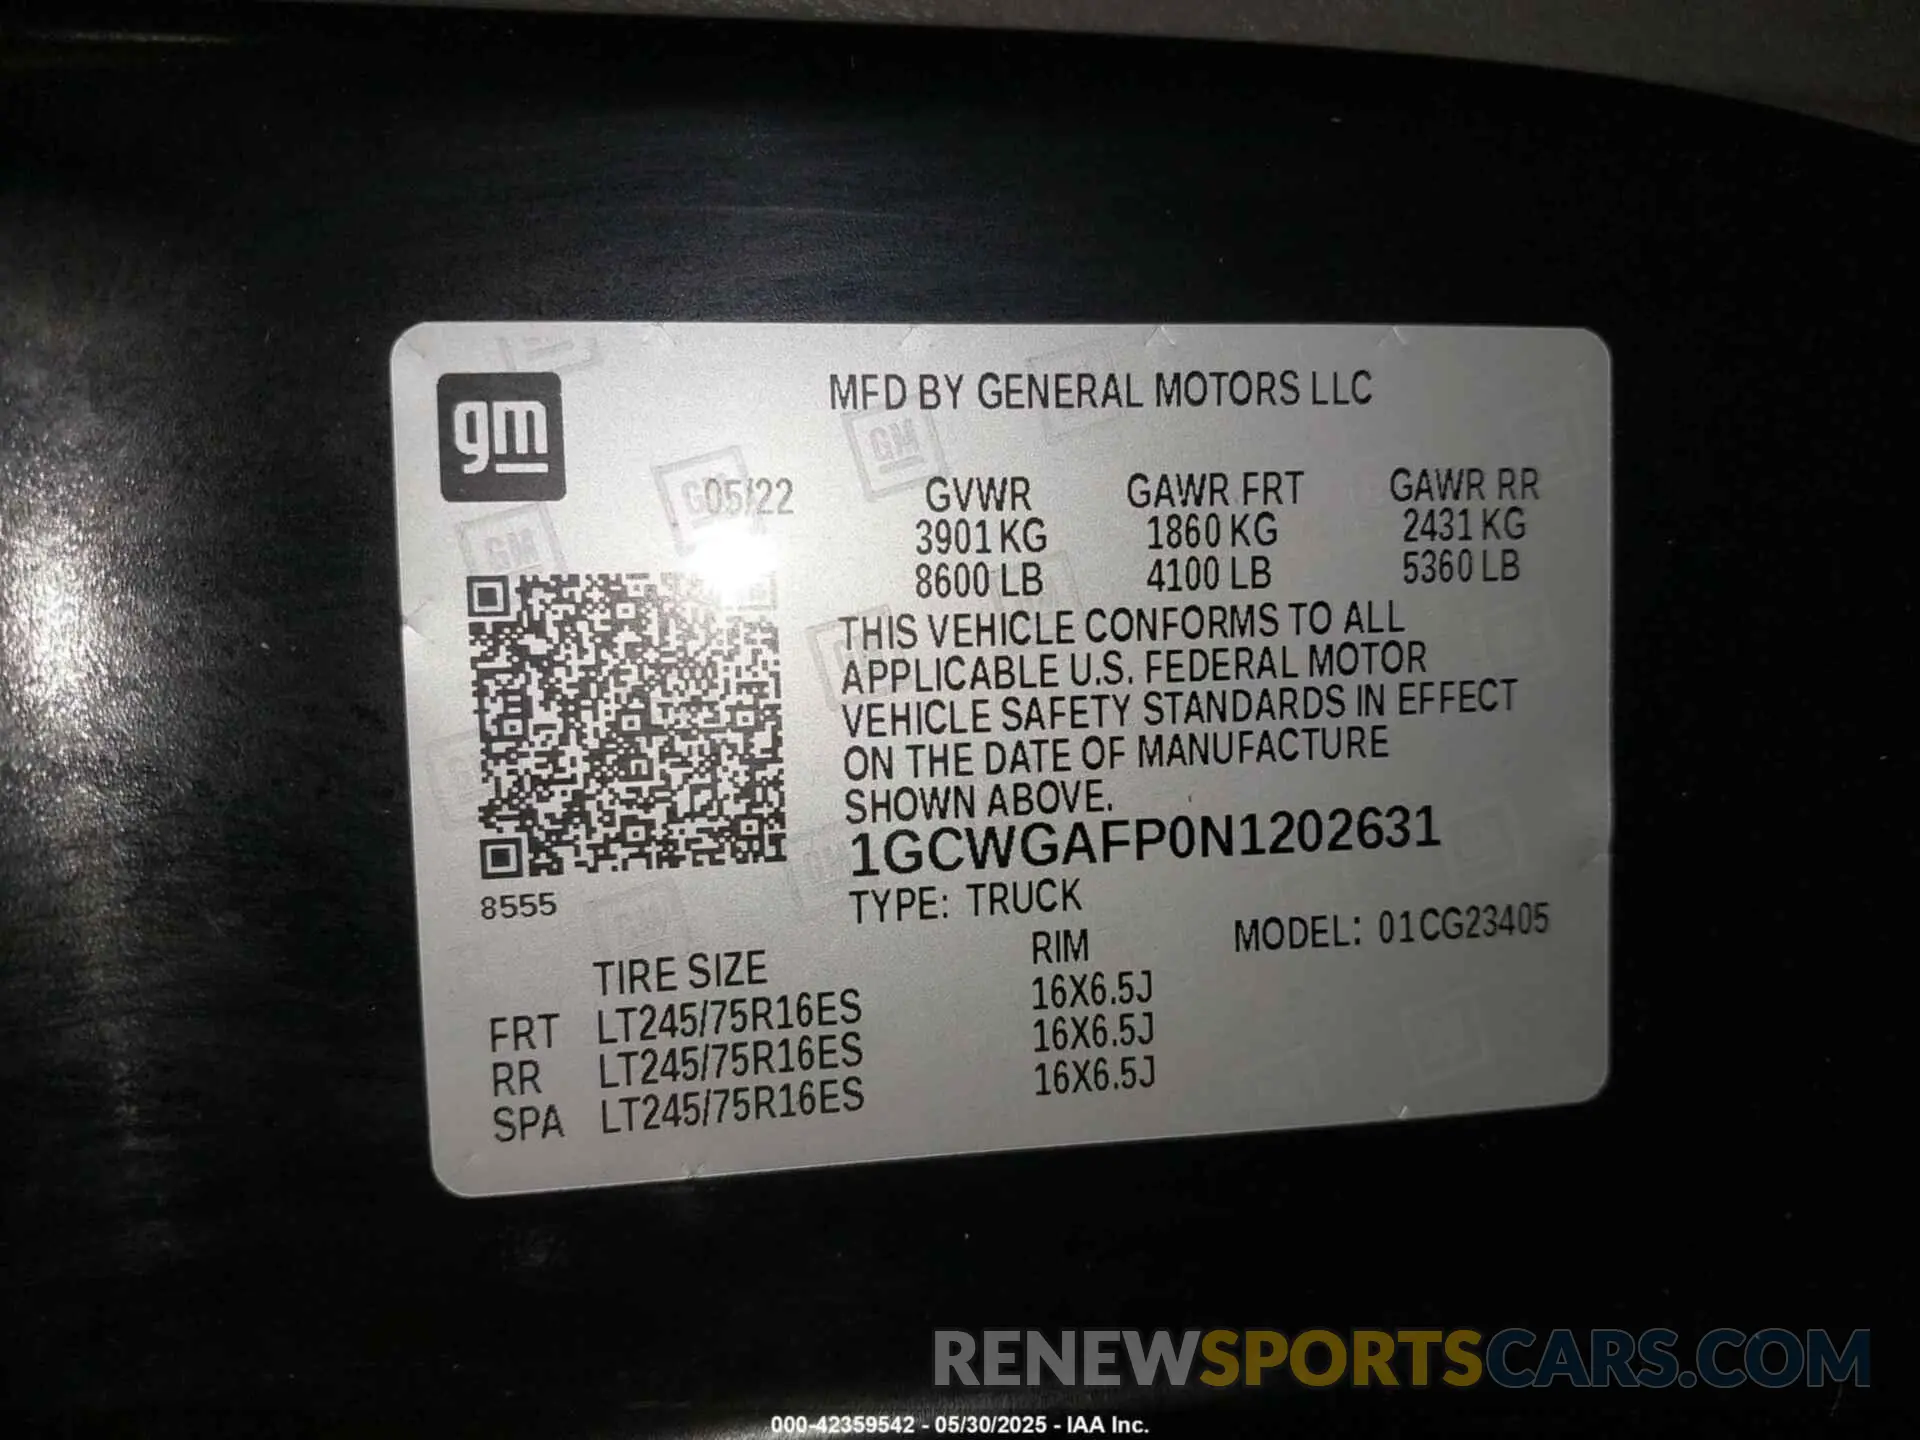 gm
MFD BY GENERAL MOTORS LLC
05/22
GVWR GAWR FRT GAWR RR
3901 KG 1860 KG 2431 KG
8600 LB 4100 LB 5360 LB
THIS VEHICLE CONFORMS TO ALL
APPLICABLE U.S. FEDERAL MOTOR
VEHICLE SAFETY STANDARDS IN EFFECT
ON THE DATE OF MANUFACTURE
SHOWN ABOVE.
1GCWGAFP0N1202631
8555
TYPE: TRUCK
MODEL: 01CG23405
TIRE SIZE RIM
FRT LT245/75R16ES 16X6.5J
RR LT245/75R16ES 16X6.5J
SPA LT245/75R16ES 16X6.5J
RENEWSPORTSCARS.COM
000-42359542 - 05/30/2025 - IAA Inc.